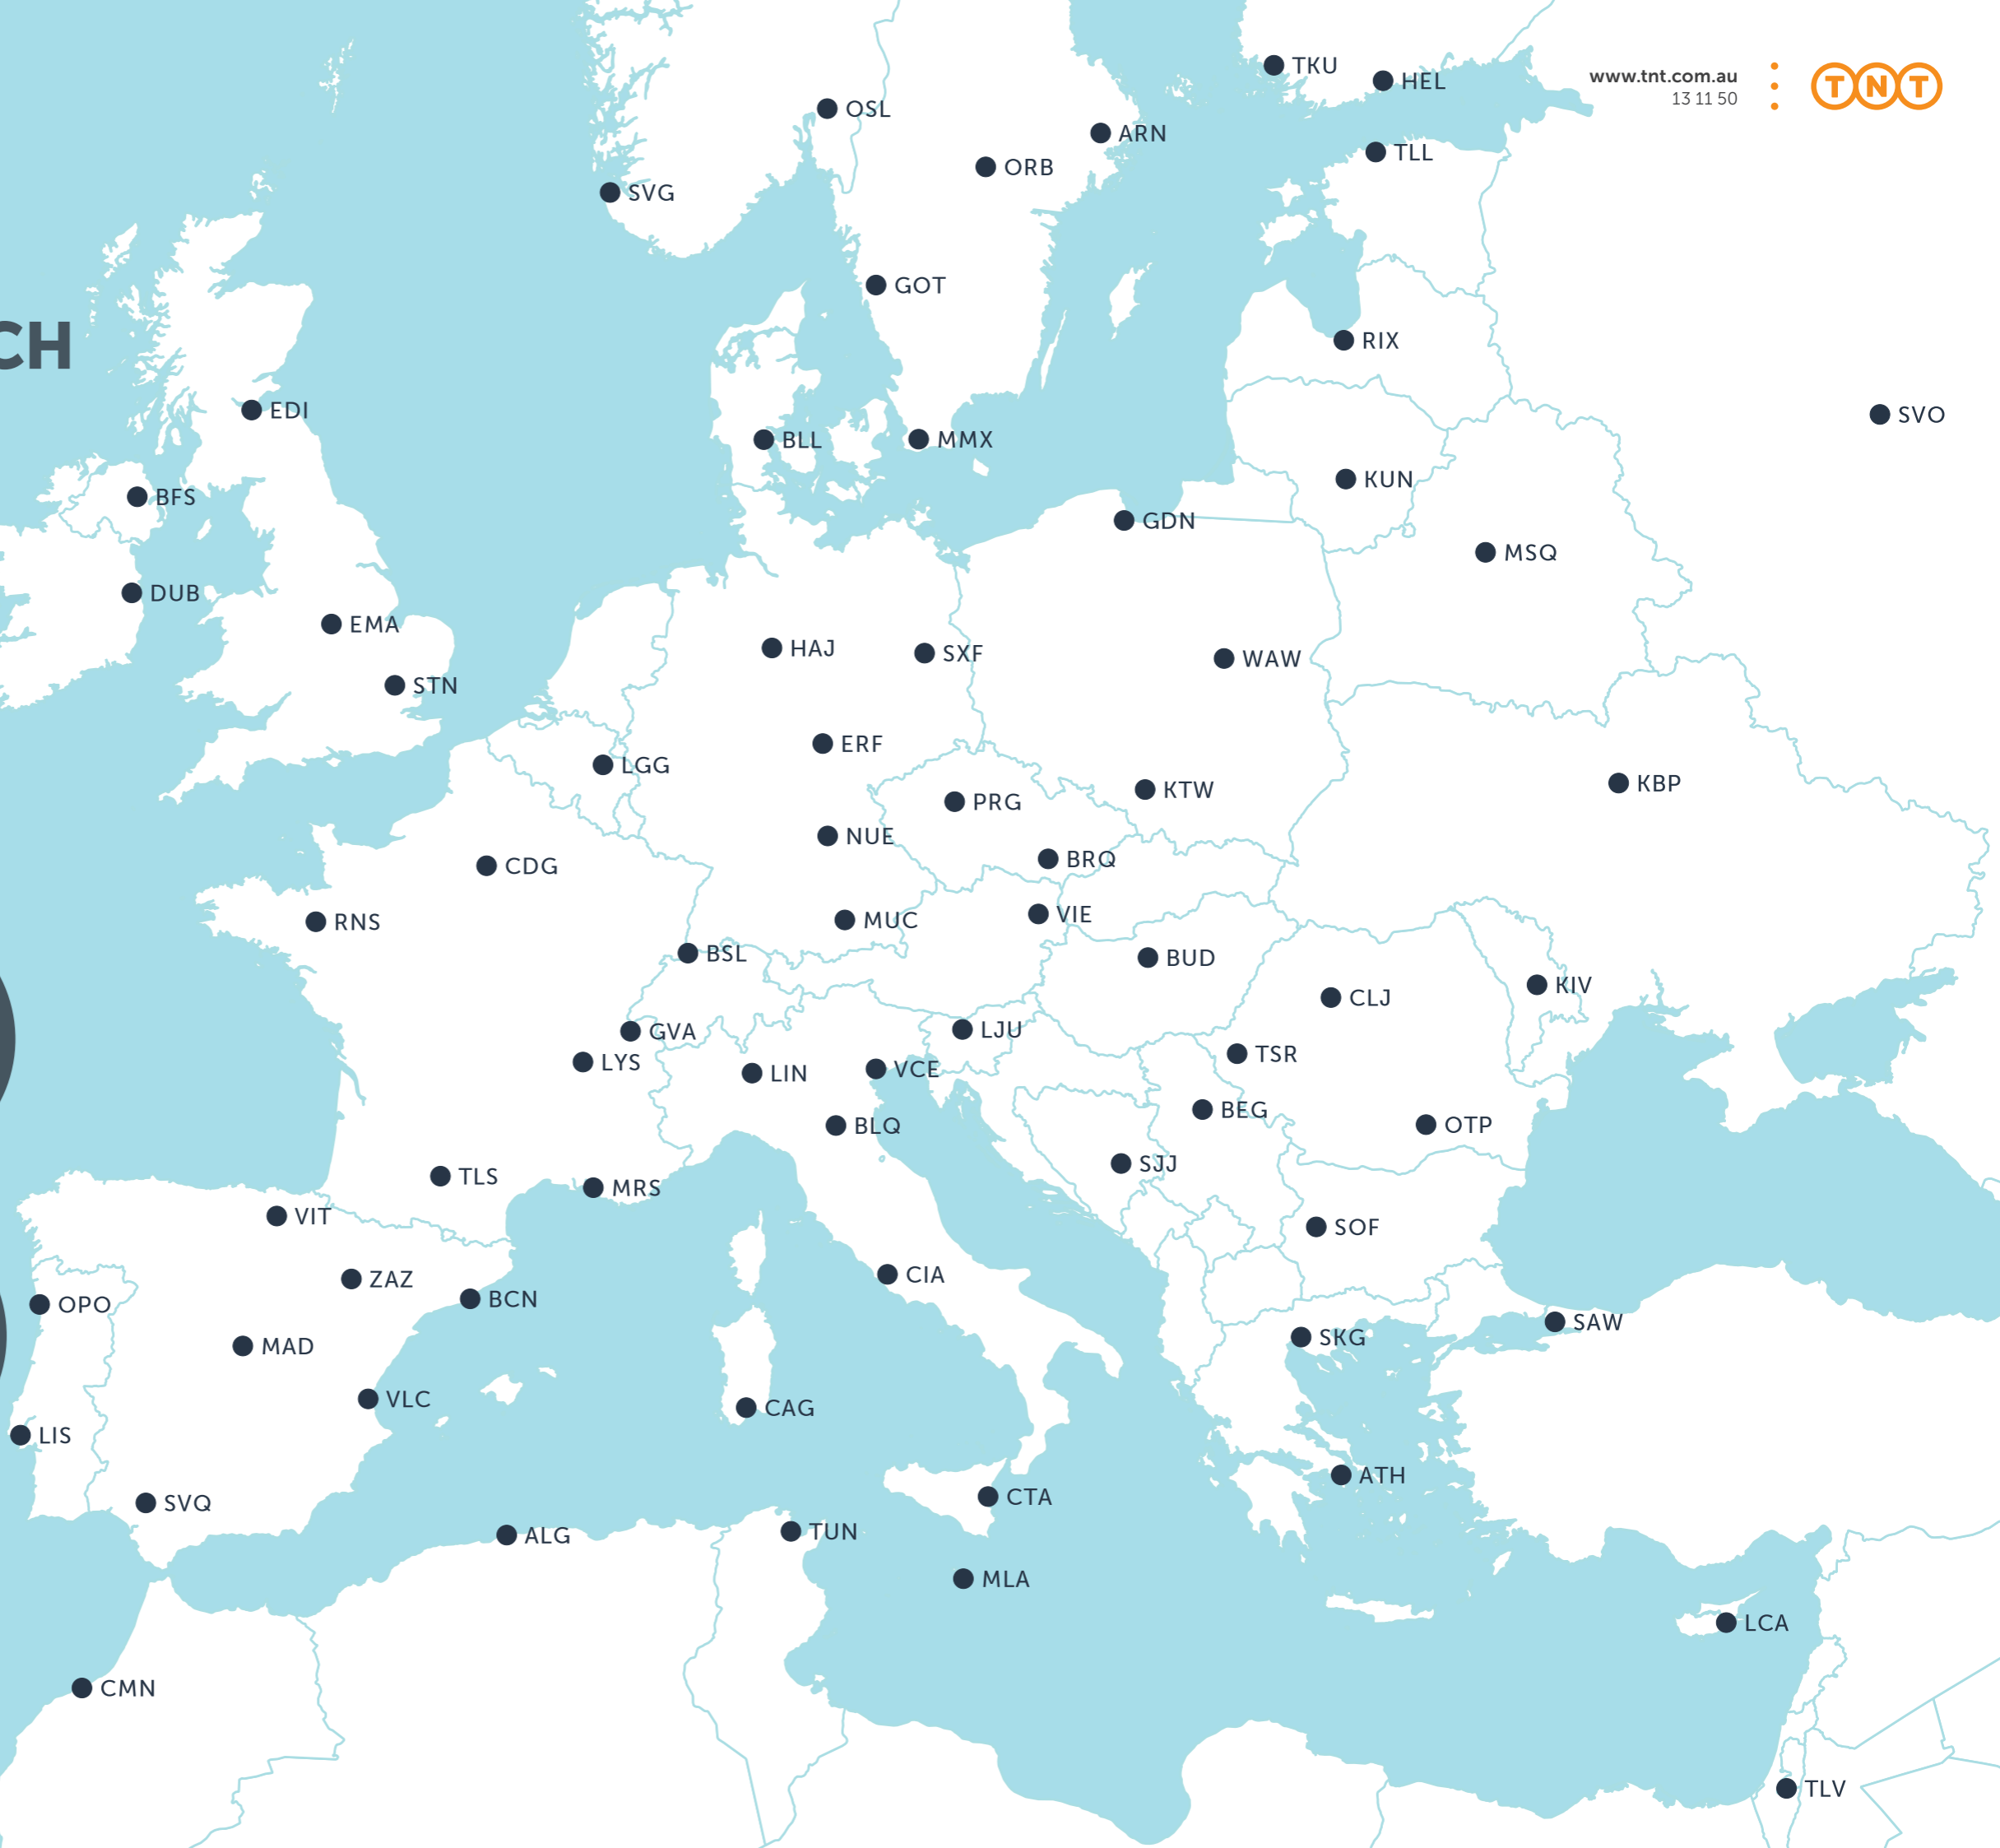 TKU
HEL
www.tnt.com.au
13 11 50
TNT
OSL
ARN
TLL
ORB
SVG
GOT
RIX
CH
EDI
SVO
BLL
MMX
KUN
BFS
GDN
MSQ
DUB
EMA
HAJ
SXF
WAW
STN
ERF
LGG
KTW
KBP
PRG
NUE
BRQ
CDG
VIE
MUC
RNS
BSL
BUD
KIV
CLJ
GVA
LJU
TSR
LYS
VCE
LIN
BEG
OTP
BLQ
SJJ
TLS
MRS
VIT
SOF
CIA
ZAZ
BCN
OPO
SAW
SKG
MAD
VLC
CAG
LIS
ATH
CTA
SVQ
TUN
ALG
MLA
LCA
CMN
TLV